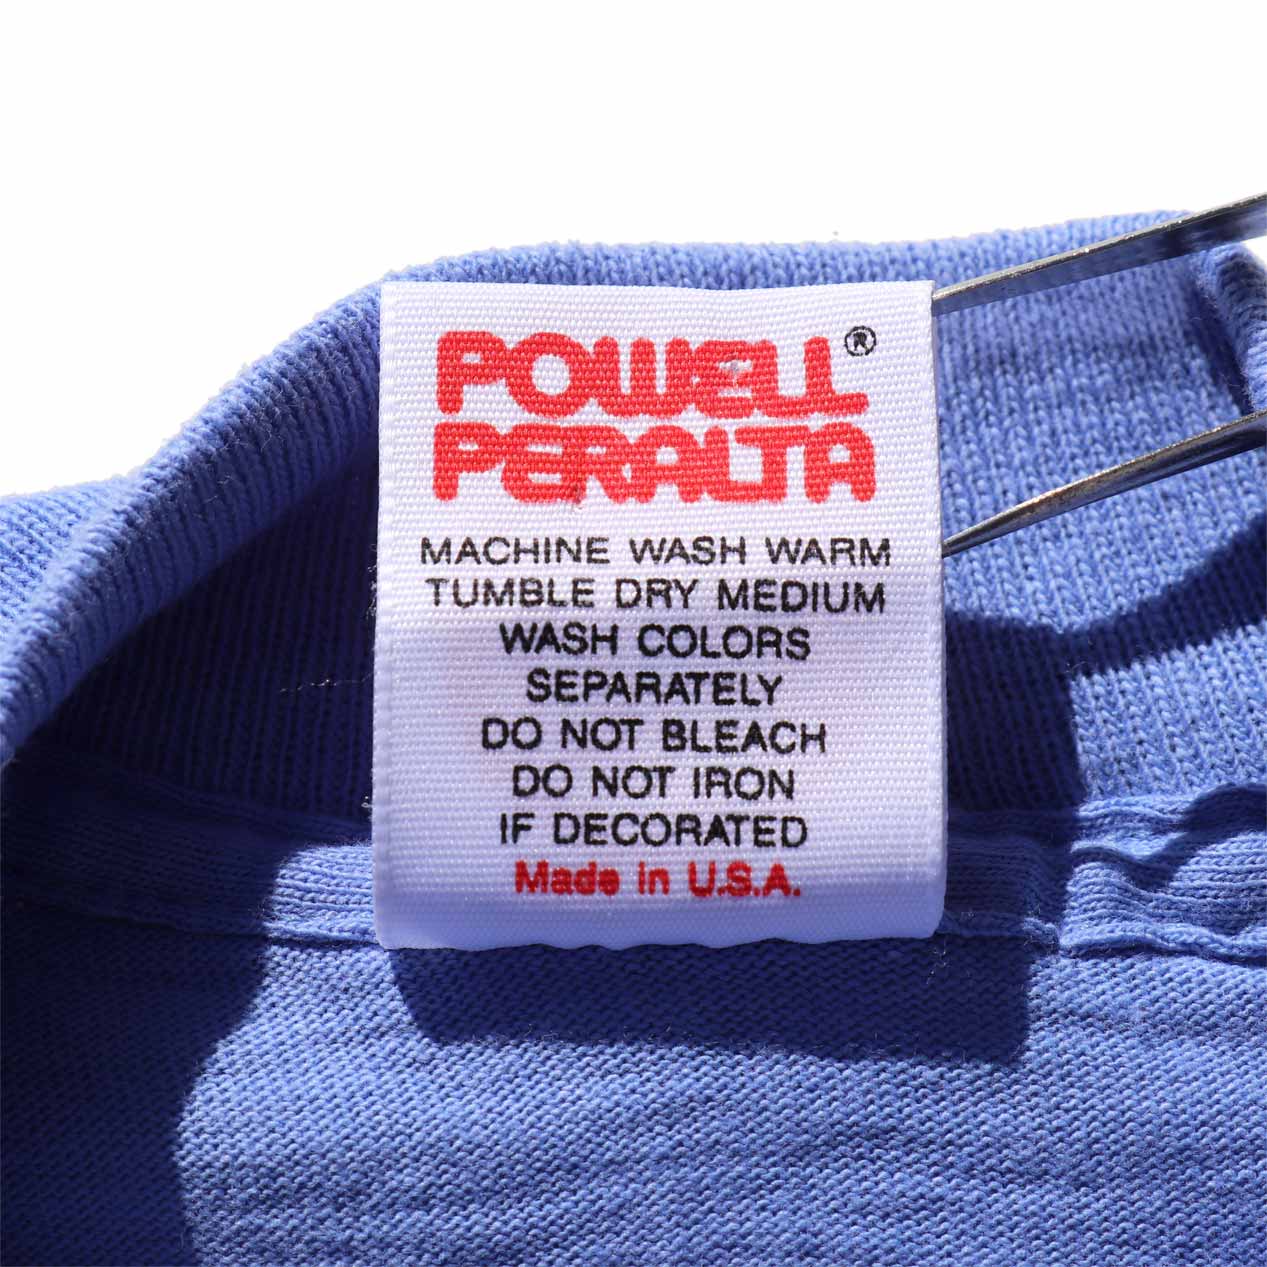 POWELL®
PERALTA
MACHINE WASH WARM
TUMBLE DRY MEDIUM
WASH COLORS
SEPARATELY
DO NOT BLEACH
DO NOT IRON
IF DECORATED
Made in U.S.A.